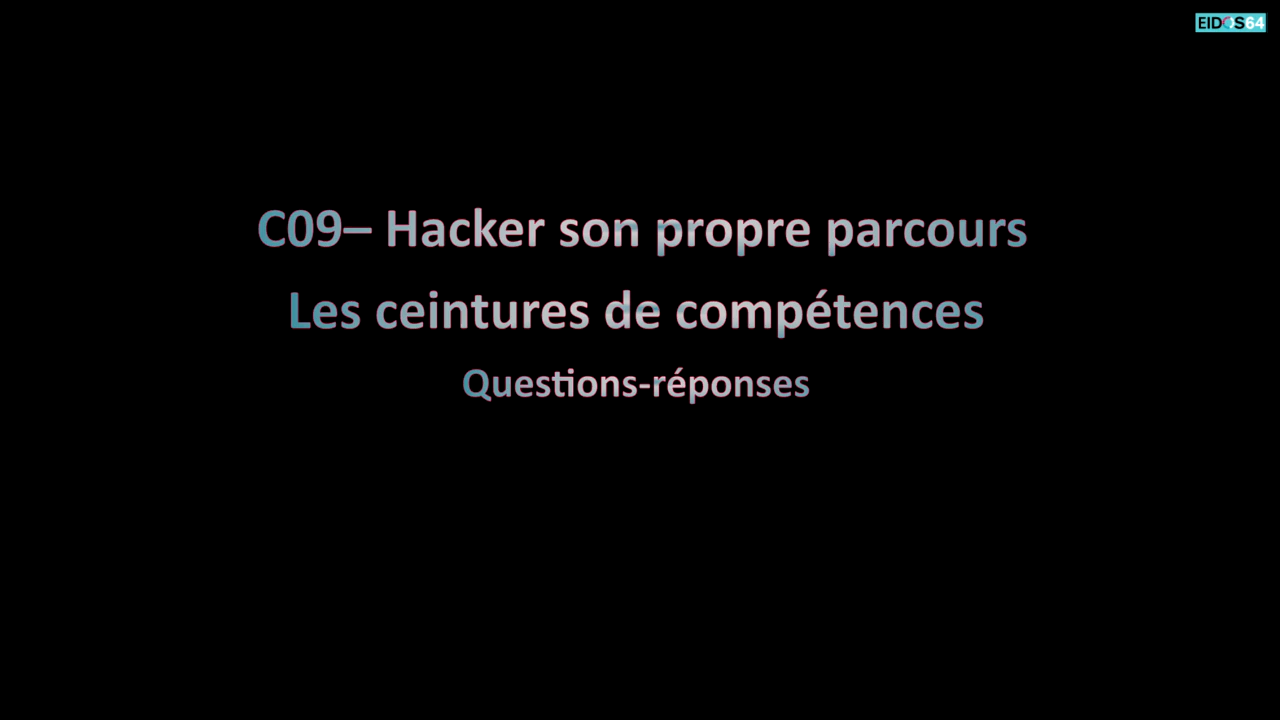 EIDOS64
C09– Hacker son propre parcours
Les ceintures de compétences
Questions-réponses